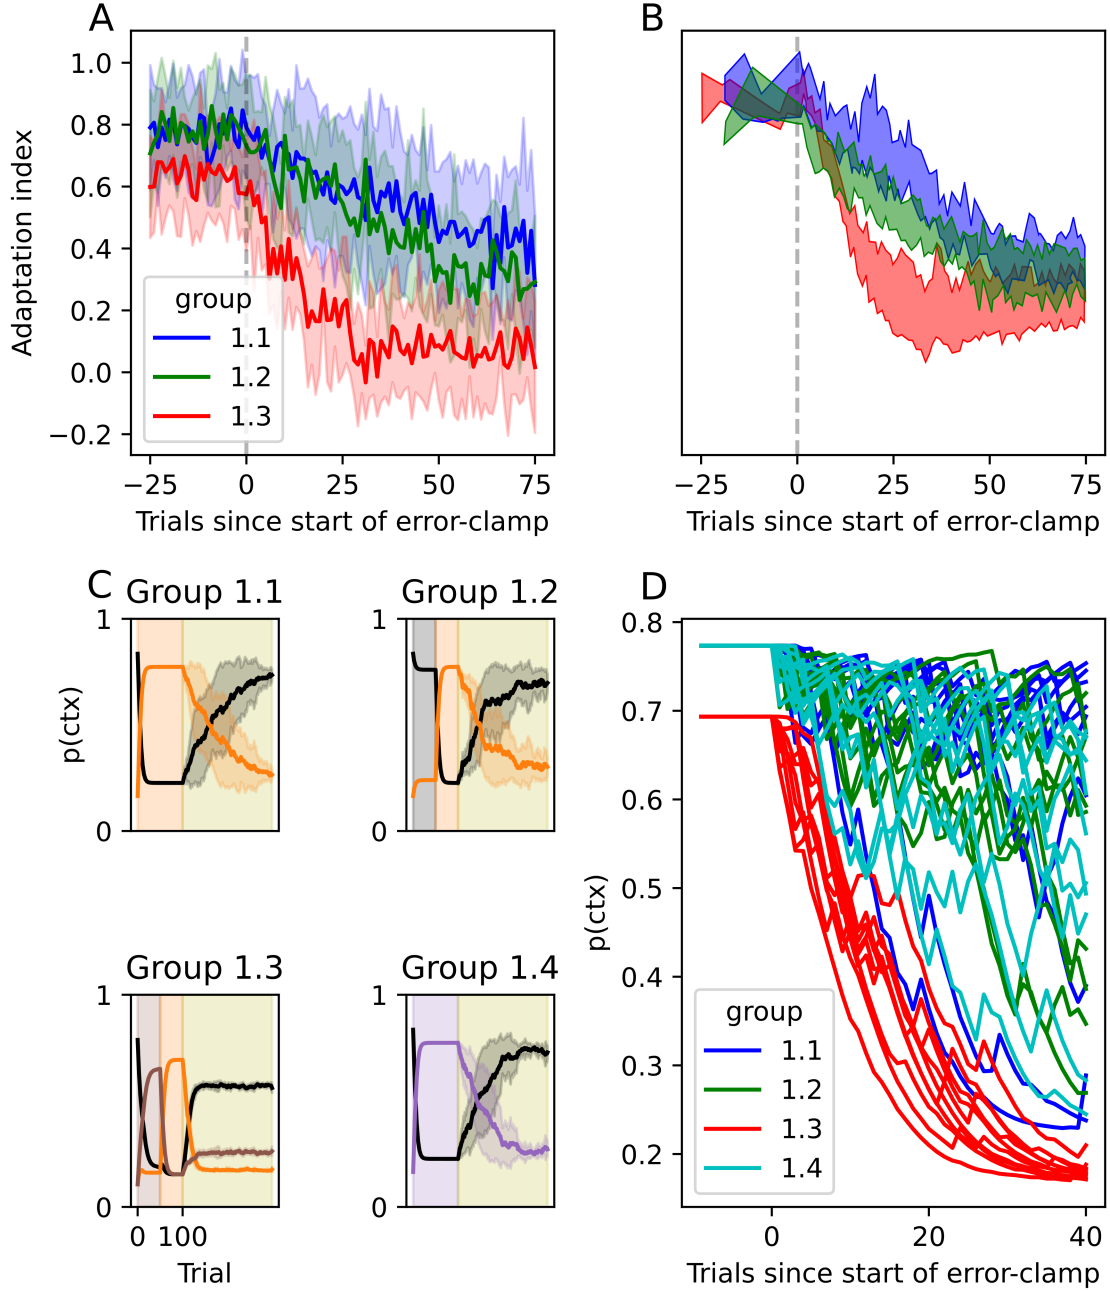 A
B
Adaptation index
1.0
0.8
0.6
0.4
0.2
0.0
−0.2
group
1.1
1.2
1.3
−25 0 25 50 75
Trials since start of error-clamp
−25 0 25 50 75
Trials since start of error-clamp
C
Group 1.1
Group 1.2
p(ctx)
1
0
1
0
Group 1.3
Group 1.4
1
0
1
0
0 100
Trial
D
p(ctx)
0.8
0.7
0.6
0.5
0.4
0.3
0.2
group
1.1
1.2
1.3
1.4
0 20 40
Trials since start of error-clamp